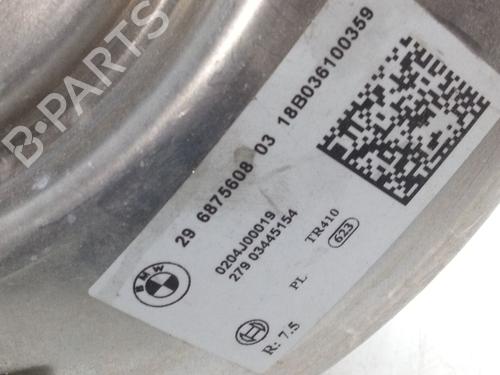 B-PARTS
29 6875608 03 18B036100359
0204J00019
279 03445154
TR410
PL
623
R: 7.5
BMW